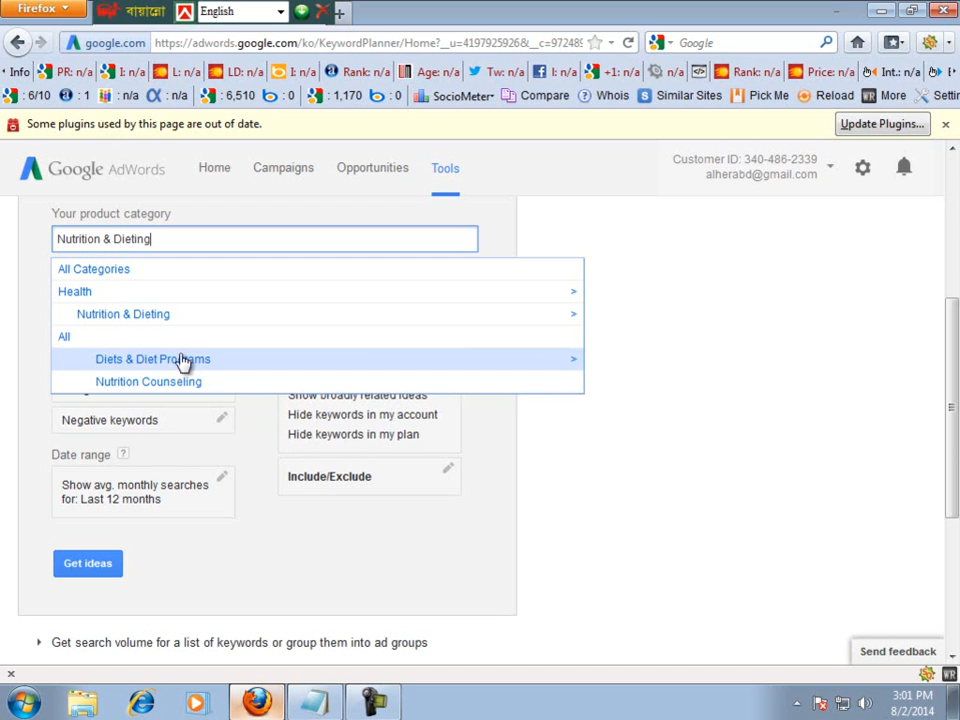 Firefox
বায়ান্নো
English
google.com https://adwords.google.com/ko/KeywordPlanner/Home?__u=4197925926&__c=97248
Google
Info PR: n/a I: n/a L: n/a LD: n/a I: n/a Rank: n/a Age: n/a Tw: n/a I: n/a +1: n/a n/a Rank: n/a Price: n/a Int.: n/a
: 6/10 : 1 : n/a : n/a : 6,510 : 0 : 1,170 : 0 SocioMeter Compare Whois Similar Sites Pick Me Reload More Settin
Some plugins used by this page are out of date.
Update Plugins...
Google AdWords
Home
Campaigns
Opportunities
Tools
Customer ID: 340-486-2339
alherabd@gmail.com
Your product category
Nutrition & Dieting
All Categories
Health >
Nutrition & Dieting >
All
Diets & Diet Programs >
Nutrition Counseling
Show broadly related ideas
Negative keywords
Hide keywords in my account
Hide keywords in my plan
Date range ?
Show avg. monthly searches
for: Last 12 months
Include/Exclude
Get ideas
Get search volume for a list of keywords or group them into ad groups
Send feedback
WR
3:01 PM
8/2/2014